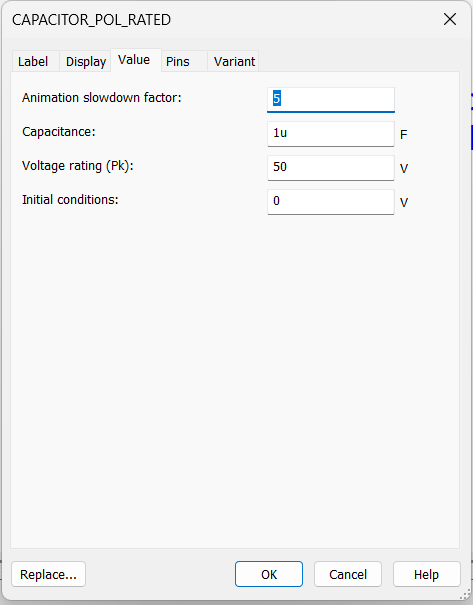 CAPACITOR_POL_RATED
Label Display Value Pins Variant
Animation slowdown factor: 5
Capacitance: 1u F
Voltage rating (Pk): 50 V
Initial conditions: 0 V
Replace... OK Cancel Help